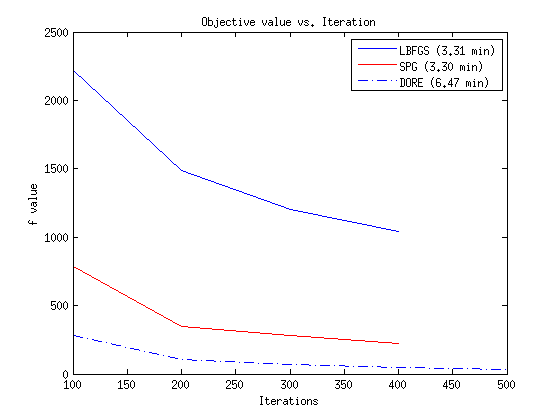 Objective value vs. Iteration
2500
2000
1500
1000
500
0
f value
LBFGS (3.31 min)
SPG (3.30 min)
DORE (6.47 min)
100 150 200 250 300 350 400 450 500
Iterations